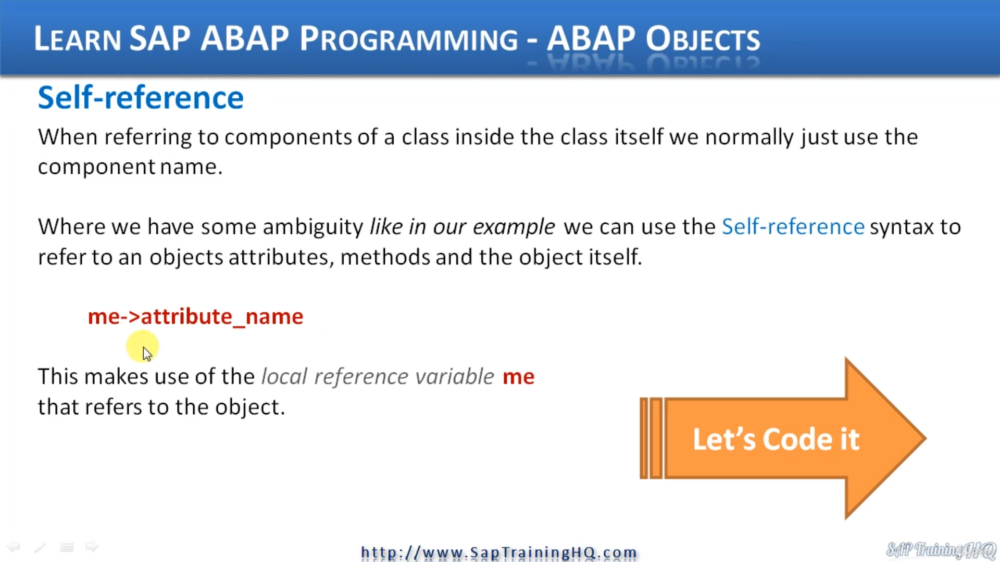 LEARN SAP ABAP PROGRAMMING - ABAP OBJECTS
Self-reference
When referring to components of a class inside the class itself we normally just use the
component name.
Where we have some ambiguity like in our example we can use the Self-reference syntax to
refer to an objects attributes, methods and the object itself.
me->attribute_name
This makes use of the local reference variable me
that refers to the object.
Let's Code it
http://www.SapTrainingHQ.com
SAP TrainingHQ